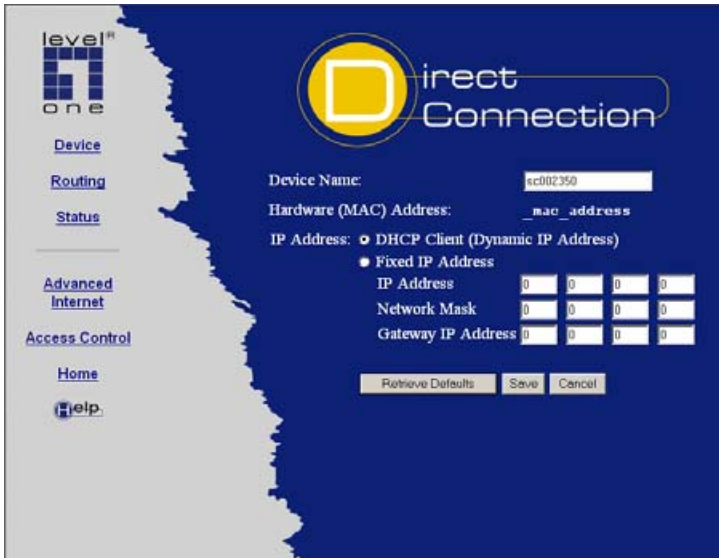 level®
one
Device
Routing
Status
Advanced
Internet
Access Control
Home
Help
Direct
Connection
Device Name: sc002350
Hardware (MAC) Address: _mac_address
IP Address: DHCP Client (Dynamic IP Address)
Fixed IP Address
IP Address 0 0 0 0
Network Mask 0 0 0 0
Gateway IP Address 0 0 0 0
Retrieve Defaults Save Cancel